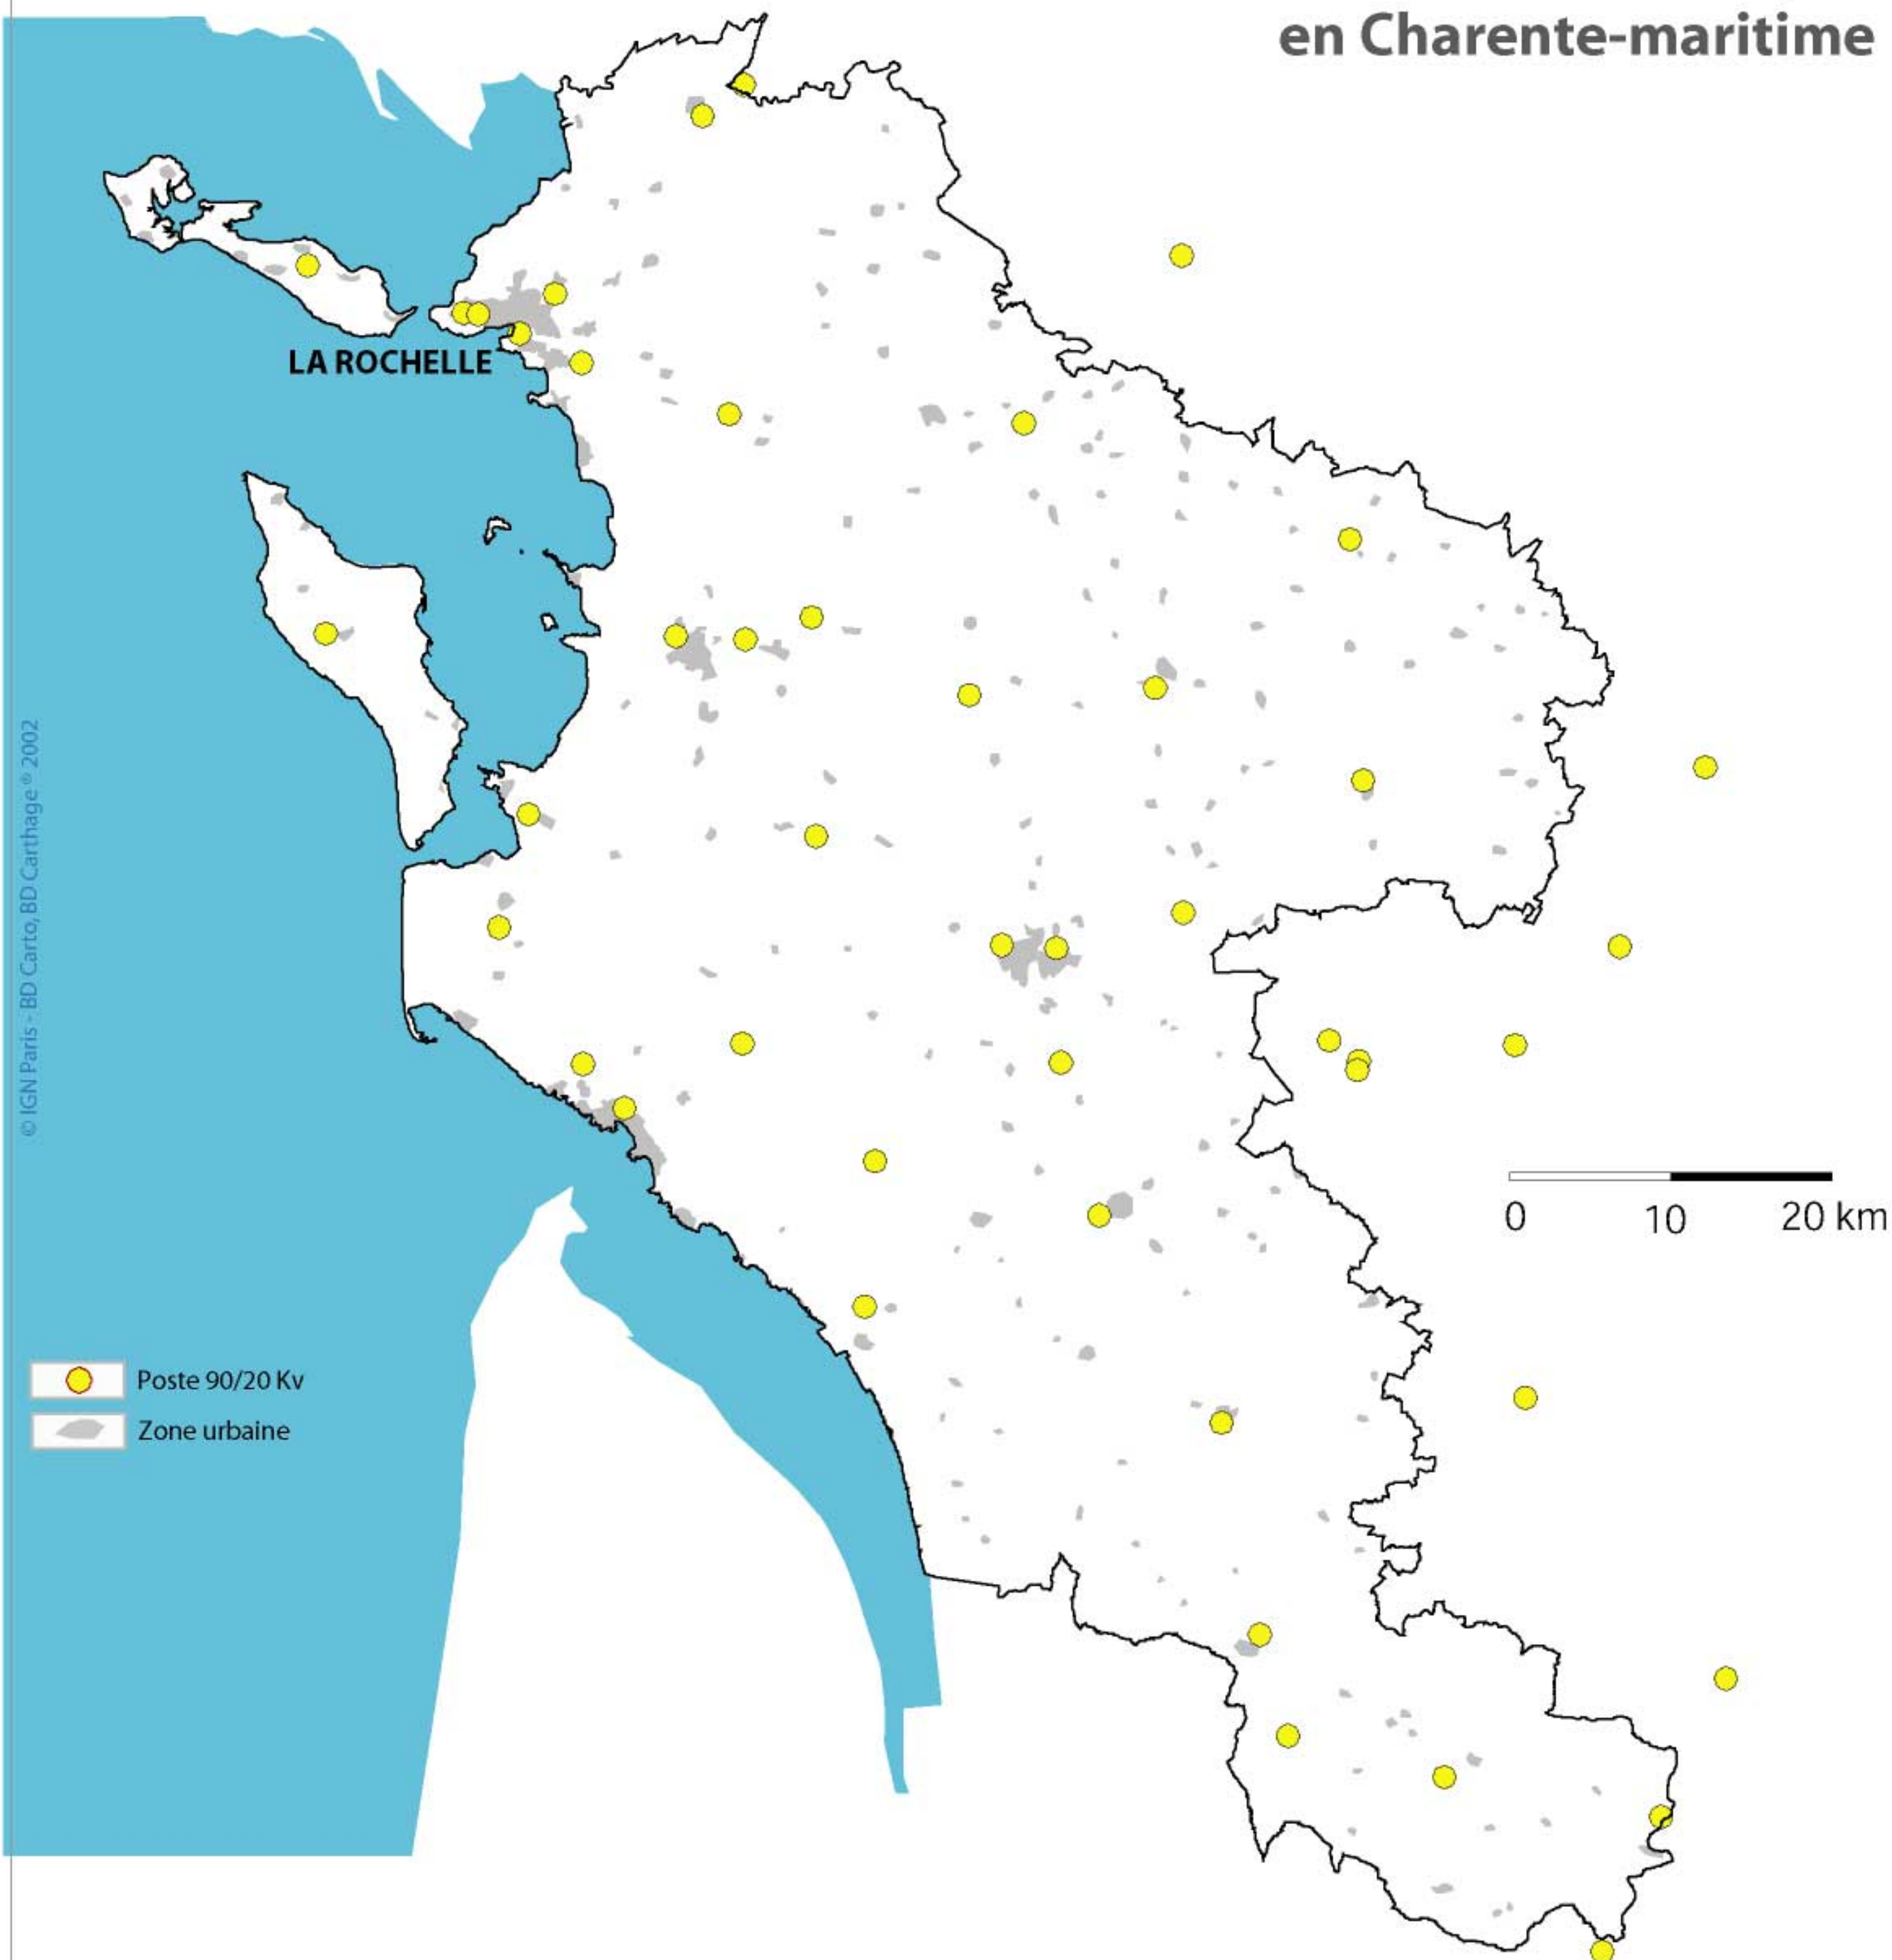 en Charente-maritime
LA ROCHELLE
© IGN Paris - BD Carto, BD Carthage ® 2002
0 10 20 km
Poste 90/20 Kv
Zone urbaine